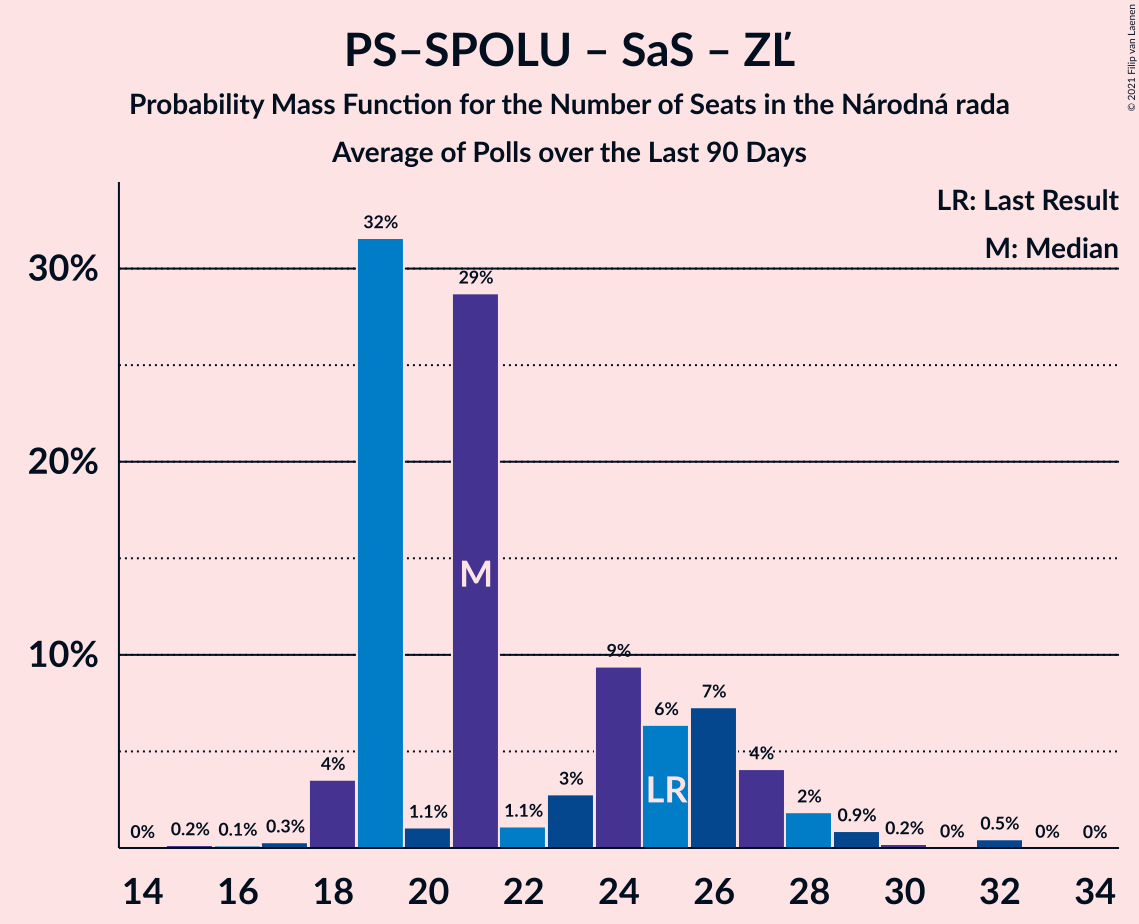 PS–SPOLU – SaS – ZĽ
Probability Mass Function for the Number of Seats in the Národná rada
Average of Polls over the Last 90 Days
© 2021 Filip van Laenen
LR: Last Result
M: Median
30%
20%
10%
0%
0.2%
0.1%
0.3%
4%
32%
1.1%
29%
1.1%
3%
9%
6%
7%
4%
2%
0.9%
0.2%
0%
0.5%
0%
0%
M
LR
14 16 18 20 22 24 26 28 30 32 34